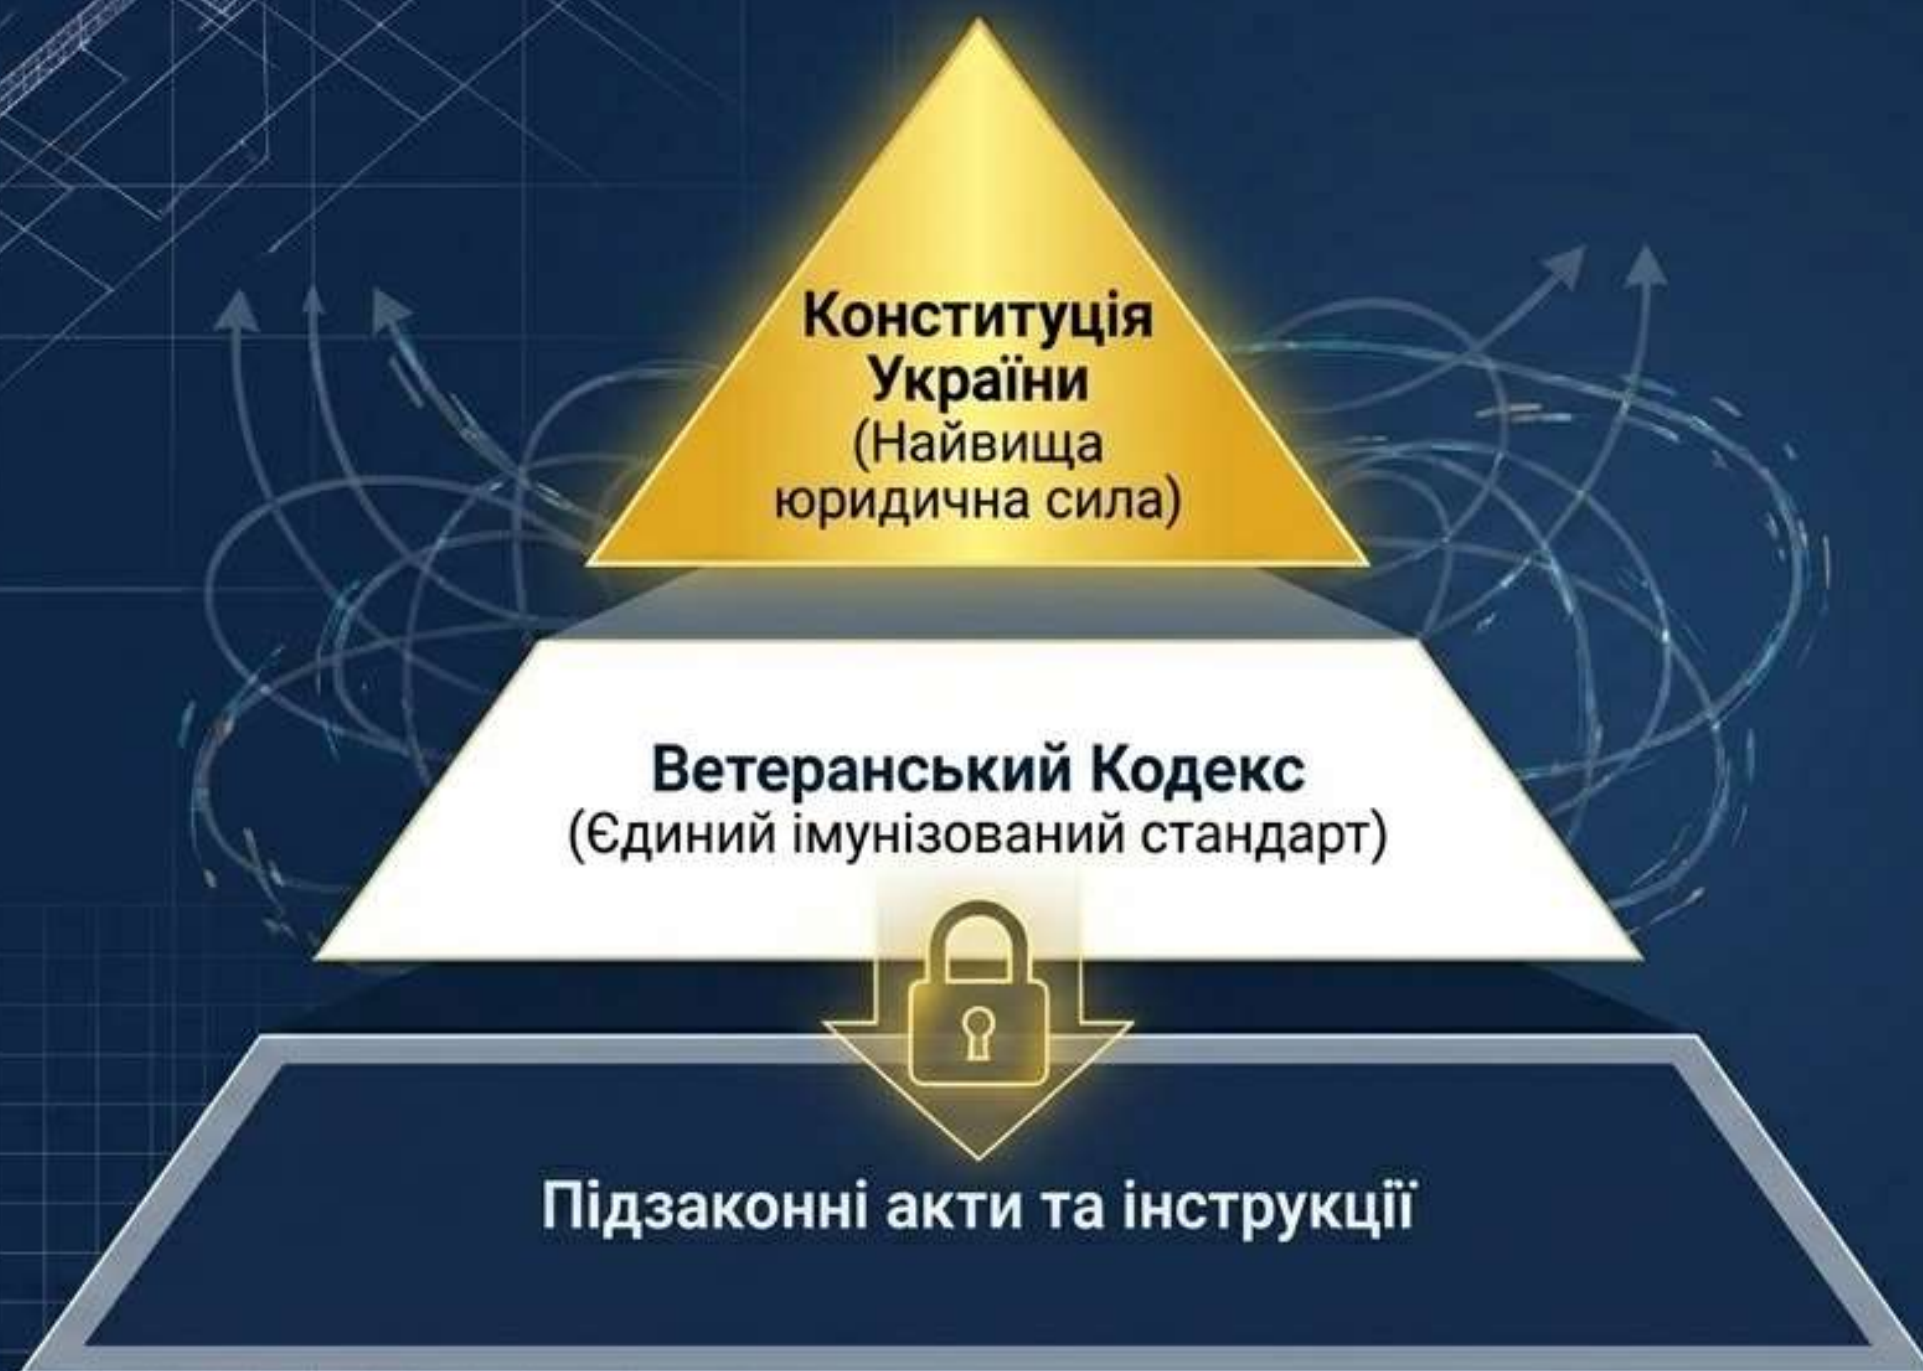 Конституція
України
(Найвища
юридична сила)
Ветеранський Кодекс
(Єдиний імунізований стандарт)
Підзаконні акти та інструкції